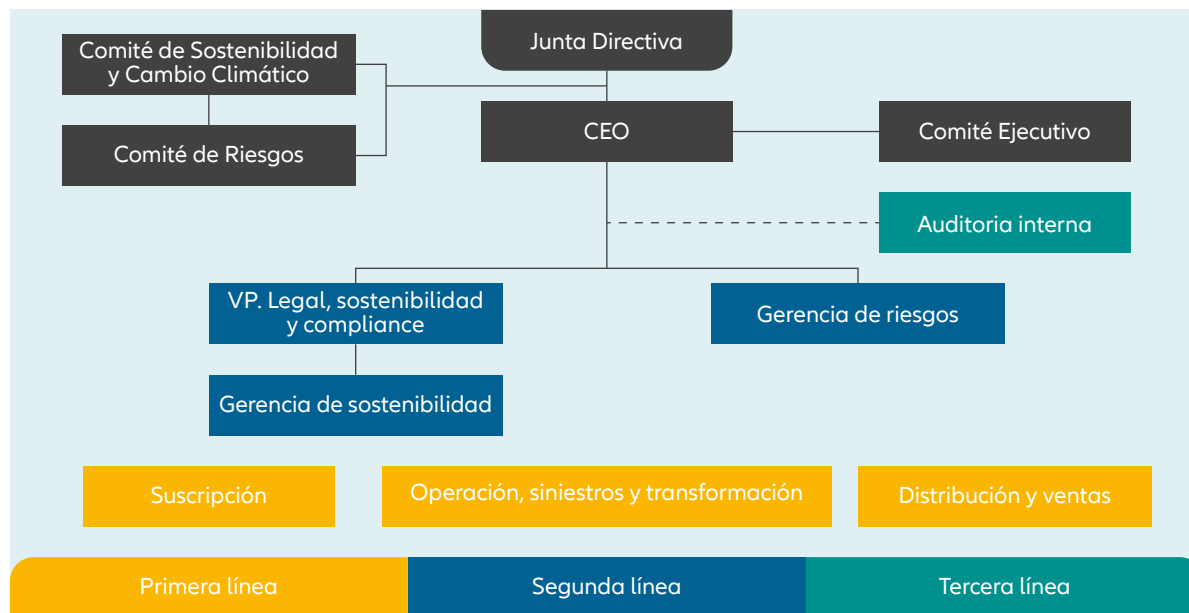 Junta Directiva
Comité de Sostenibilidad
y Cambio Climático
Comité de Riesgos
CEO
Comité Ejecutivo
Auditoria interna
VP. Legal, sostenibilidad
y compliance
Gerencia de riesgos
Gerencia de sostenibilidad
Suscripción
Operación, siniestros y transformación
Distribución y ventas
Primera línea
Segunda línea
Tercera línea